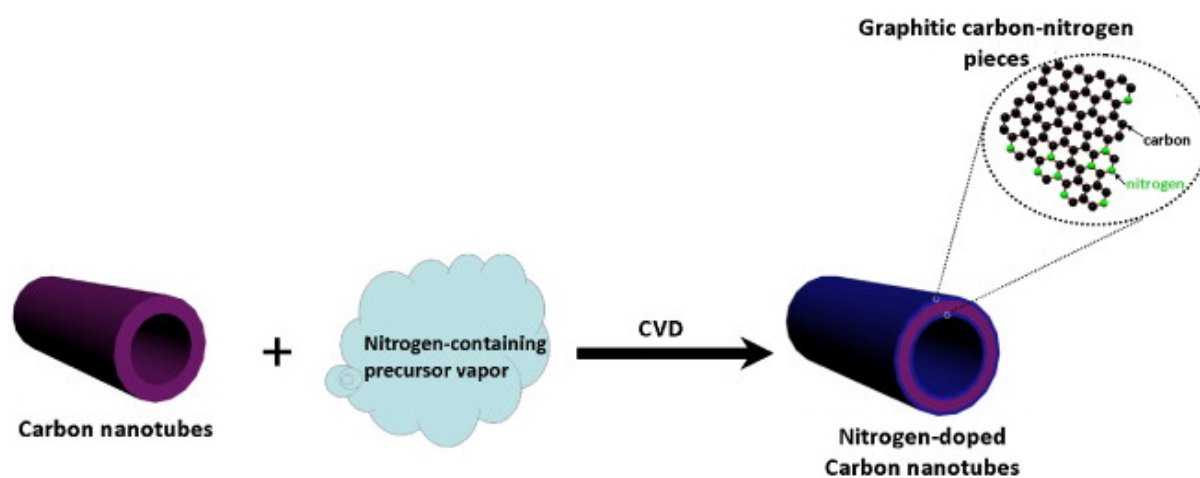 Graphitic carbon-nitrogen
pieces
carbon
nitrogen
CVD
Nitrogen-containing
precursor vapor
+
Carbon nanotubes
Nitrogen-doped
Carbon nanotubes